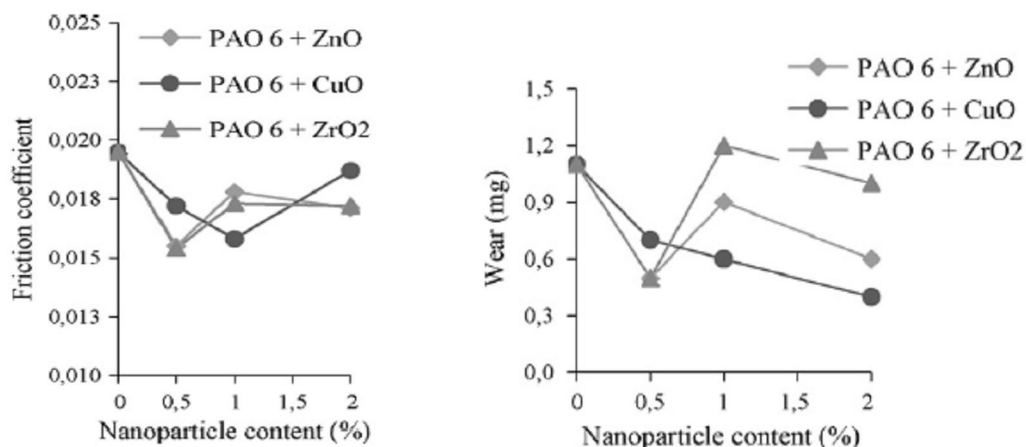 0,025
0,023
0,020
0,018
0,015
0,013
0,010
Friction coefficient
PAO 6 + ZnO
PAO 6 + CuO
PAO 6 + ZrO2
0 0,5 1 1,5 2
Nanoparticle content (%)
PAO 6 + ZnO
PAO 6 + CuO
PAO 6 + ZrO2
1,5
1,2
0,9
0,6
0,3
0,0
Wear (mg)
0 0,5 1 1,5 2
Nanoparticle content (%)